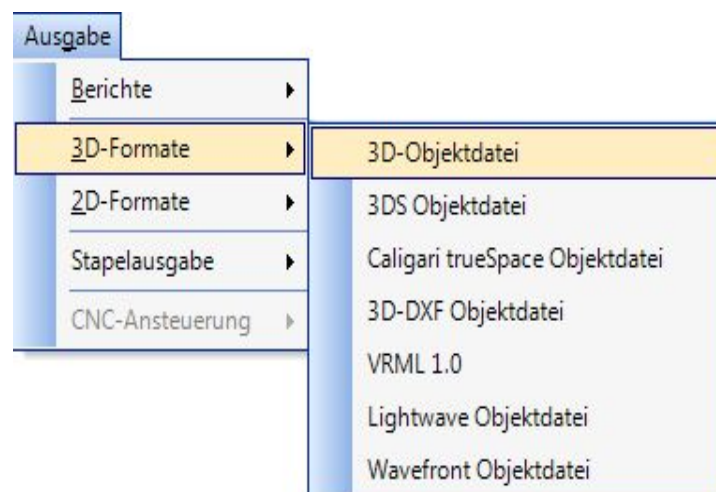 Ausgabe
Berichte
3D-Formate
2D-Formate
Stapelausgabe
CNC-Ansteuerung
3D-Objektdatei
3DS Objektdatei
Caligari trueSpace Objektdatei
3D-DXF Objektdatei
VRML 1.0
Lightwave Objektdatei
Wavefront Objektdatei